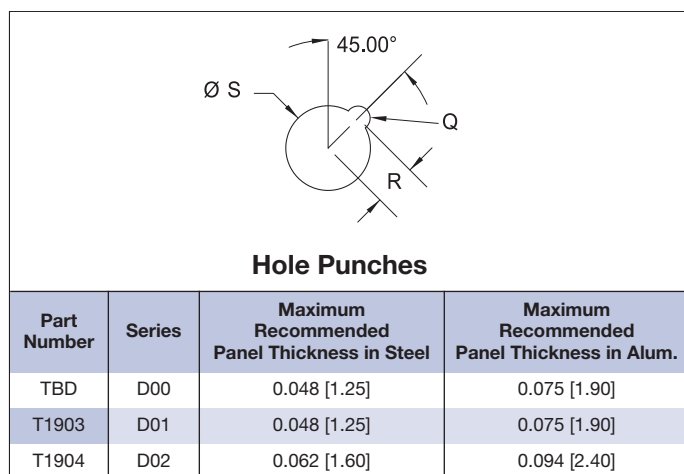 45.00°
Ø S
Q
R
Hole Punches
Part
Number
Series
Maximum
Recommended
Panel Thickness in Steel
Maximum
Recommended
Panel Thickness in Alum.
TBD D00 0.048 [1.25] 0.075 [1.90]
T1903 D01 0.048 [1.25] 0.075 [1.90]
T1904 D02 0.062 [1.60] 0.094 [2.40]